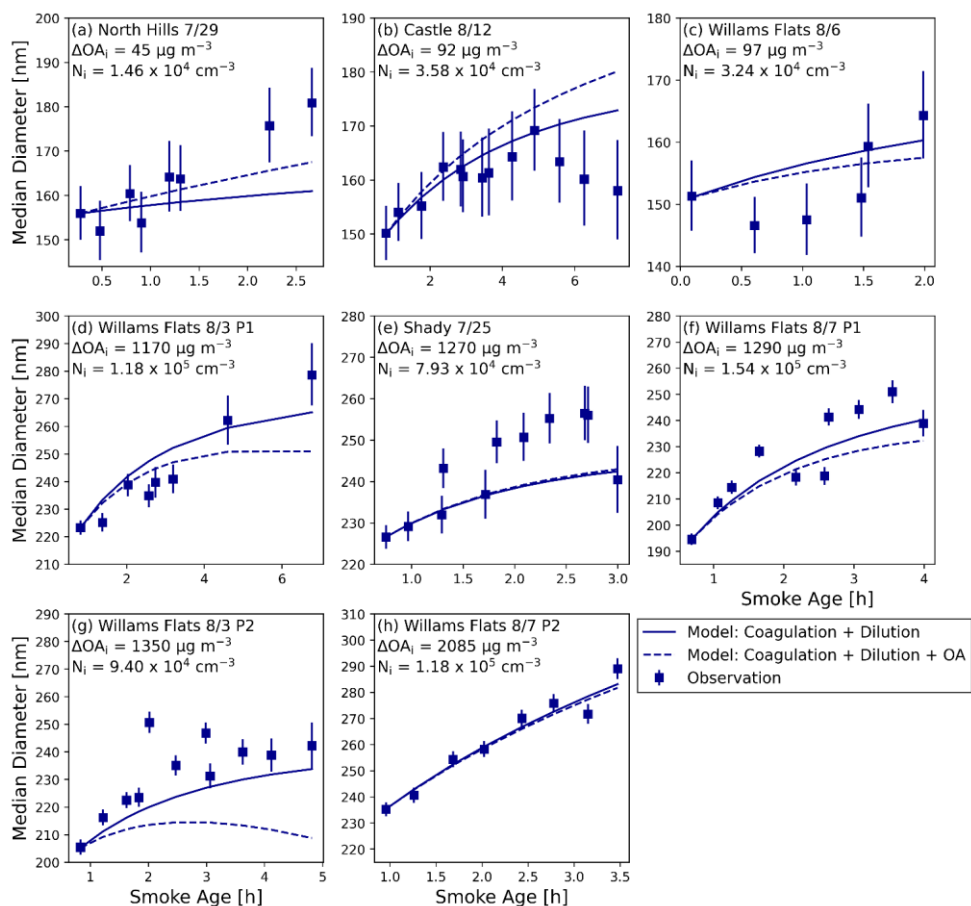 (a) North Hills 7/29
ΔOAᵢ = 45 µg m⁻³
Nᵢ = 1.46 x 10⁴ cm⁻³
(b) Castle 8/12
ΔOAᵢ = 92 µg m⁻³
Nᵢ = 3.58 x 10⁴ cm⁻³
(c) Willams Flats 8/6
ΔOAᵢ = 97 µg m⁻³
Nᵢ = 3.24 x 10⁴ cm⁻³
Median Diameter [nm]
190
180
170
160
150
0.5 1.0 1.5 2.0 2.5
190
180
170
160
150
2 4 6
160
150
140
0.0 0.5 1.0 1.5 2.0
(d) Willams Flats 8/3 P1
ΔOAᵢ = 1170 µg m⁻³
Nᵢ = 1.18 x 10⁵ cm⁻³
(e) Shady 7/25
ΔOAᵢ = 1270 µg m⁻³
Nᵢ = 7.93 x 10⁴ cm⁻³
(f) Willams Flats 8/7 P1
ΔOAᵢ = 1290 µg m⁻³
Nᵢ = 1.54 x 10⁵ cm⁻³
Median Diameter [nm]
300
290
280
270
260
250
240
230
220
210
2 4 6
280
260
240
220
1.0 1.5 2.0 2.5 3.0
280
270
260
250
240
230
220
210
200
190
1 2 3 4
Smoke Age [h]
(g) Willams Flats 8/3 P2
ΔOAᵢ = 1350 µg m⁻³
Nᵢ = 9.40 x 10⁴ cm⁻³
(h) Willams Flats 8/7 P2
ΔOAᵢ = 2085 µg m⁻³
Nᵢ = 1.18 x 10⁵ cm⁻³
Model: Coagulation + Dilution
Model: Coagulation + Dilution + OA
Observation
Median Diameter [nm]
290
280
270
260
250
240
230
220
210
200
1 2 3 4 5
Smoke Age [h]
310
300
290
280
270
260
250
240
230
220
1.0 1.5 2.0 2.5 3.0 3.5
Smoke Age [h]